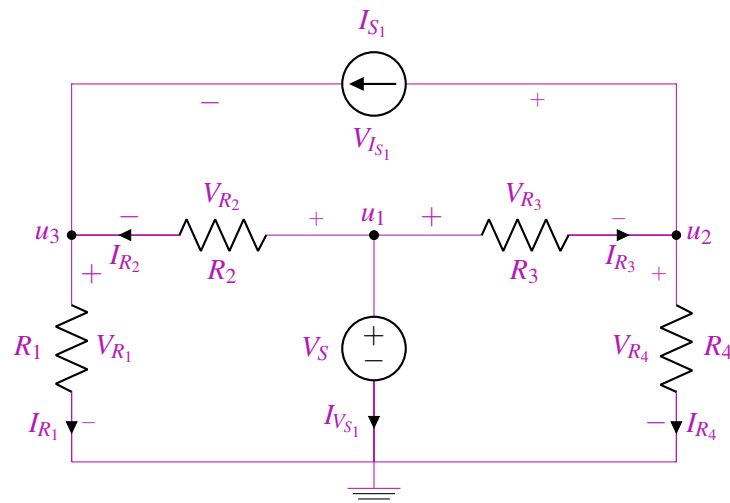 I_{S_1}
− +
V_{I_{S_1}}
V_{R_2} V_{R_3}
u_3 − + u_1 + − u_2
I_{R_2} R_2 R_3 I_{R_3}
+ +
R_1 V_{R_1} V_S + − V_{R_4} R_4
I_{R_1} − I_{V_{S_1}} − I_{R_4}